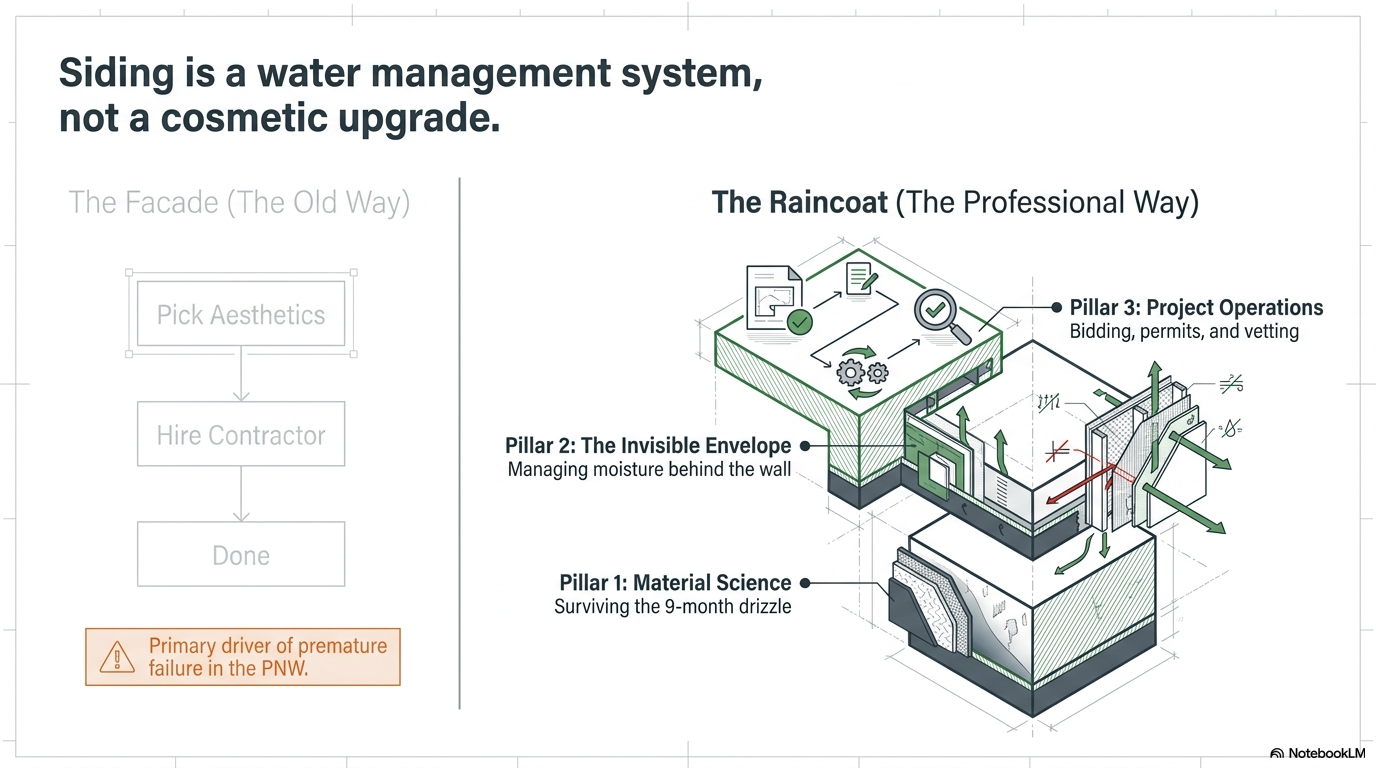 Siding is a water management system,
not a cosmetic upgrade.
The Facade (The Old Way)
Pick Aesthetics
Hire Contractor
Done
Primary driver of premature
failure in the PNW.
The Raincoat (The Professional Way)
Pillar 3: Project Operations
Bidding, permits, and vetting
Pillar 2: The Invisible Envelope
Managing moisture behind the wall
Pillar 1: Material Science
Surviving the 9-month drizzle
NotebookLM